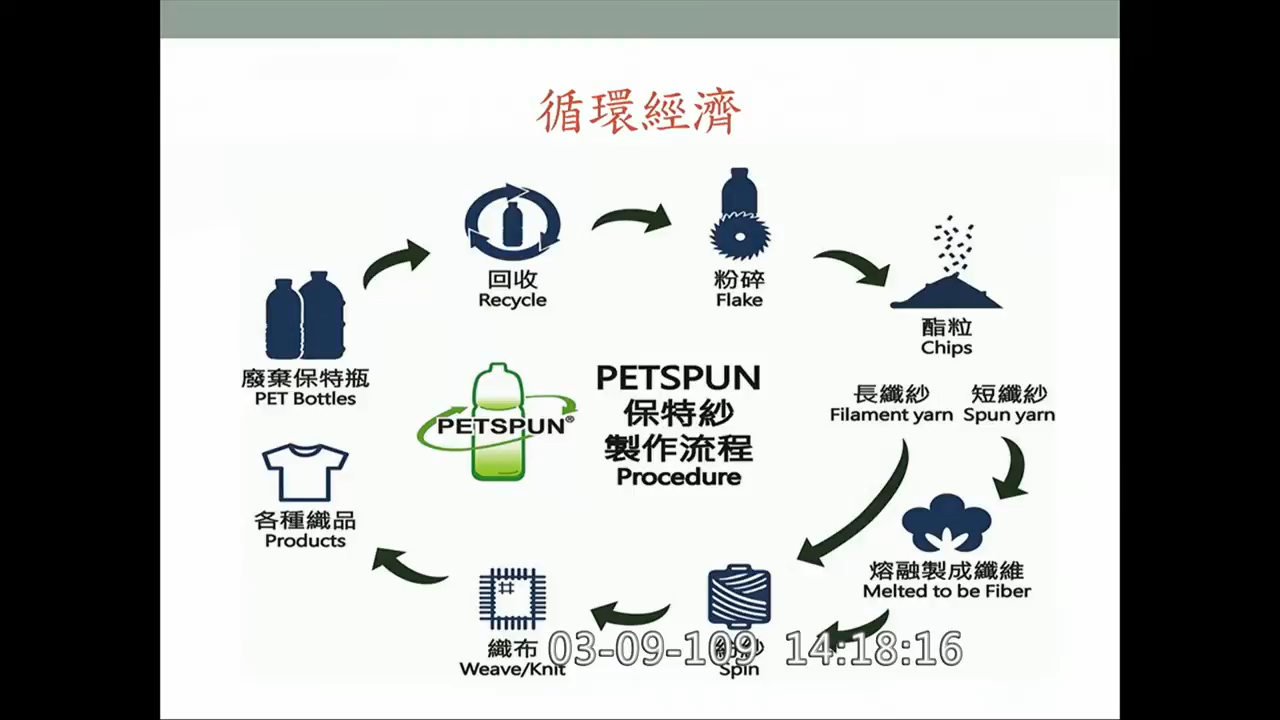 循環經濟
回收
Recycle
粉碎
Flake
酯粒
Chips
廢棄保特瓶
PET Bottles
PETSPUN®
PETSPUN
保特紗
製作流程
Procedure
長纖紗
Filament yarn
短纖紗
Spun yarn
各種織品
Products
熔融製成纖維
Melted to be Fiber
織布
Weave/Knit
Spin
03-09-109 14:18:16